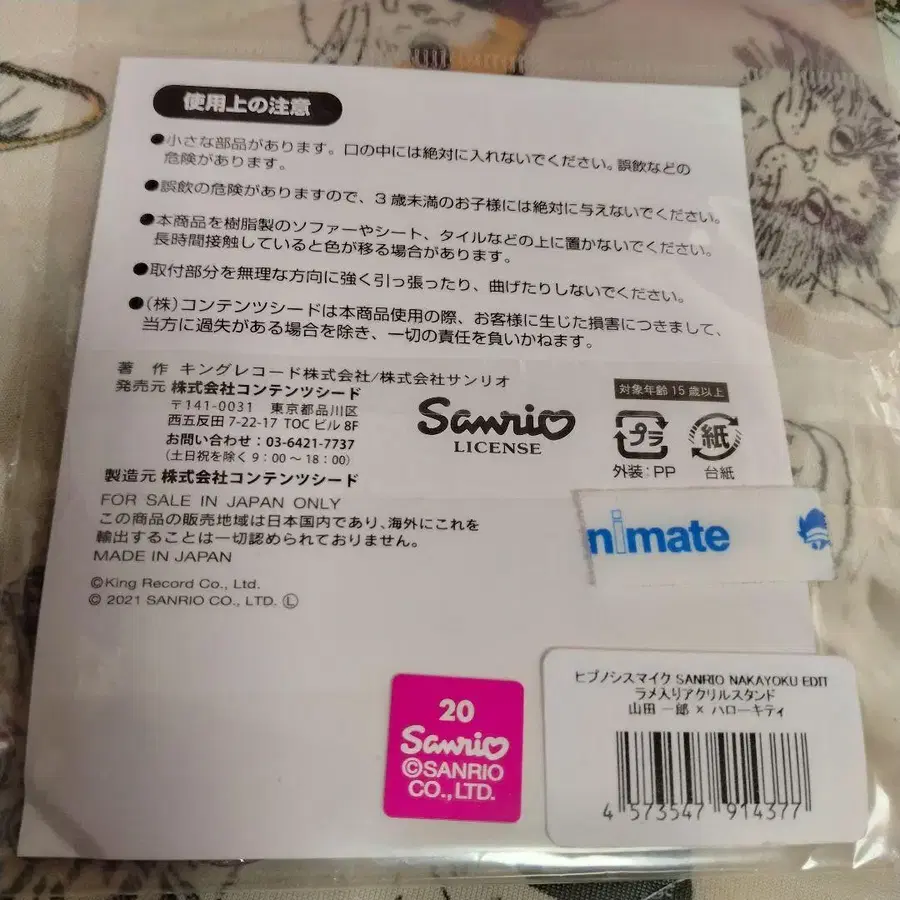 使用上の注意
●小さな部品があります。口の中には絶対に入れないでください。誤飲などの
危険があります。
●誤飲の危険がありますので、3歳未満のお子様には絶対に与えないでください。
●本商品を樹脂製のソファーやシート、タイルなどの上に置かないでください。
長時間接触していると色が移る場合があります。
●取付部分を無理な方向に強く引っ張ったり、曲げたりしないでください。
●(株)コンテンツシードは本商品使用の際、お客様に生じた損害につきまして、
当方に過失がある場合を除き、一切の責任を負いかねます。
著 作 キングレコード株式会社/株式会社サンリオ
発売元 株式会社コンテンツシード
〒141-0031 東京都品川区
西五反田 7-22-17 TOC ビル 8F
お問い合わせ:03-6421-7737
(土日祝を除く 9:00〜18:00)
製造元 株式会社コンテンツシード
FOR SALE IN JAPAN ONLY
この商品の販売地域は日本国内であり、海外にこれを
輸出することは一切認められておりません。
MADE IN JAPAN
©King Record Co., Ltd.
© 2021 SANRIO CO., LTD. Ⓛ
Sanrio
LICENSE
対象年齢 15 歳以上
プラ
外装:PP
紙
台紙
nimate
20
Sanrio
©SANRIO
CO.,LTD.
ヒプノシスマイク SANRIO NAKAYOKU EDIT
ラメ入りアクリルスタンド
山田 一郎 × ハローキティ
4 573547 914377